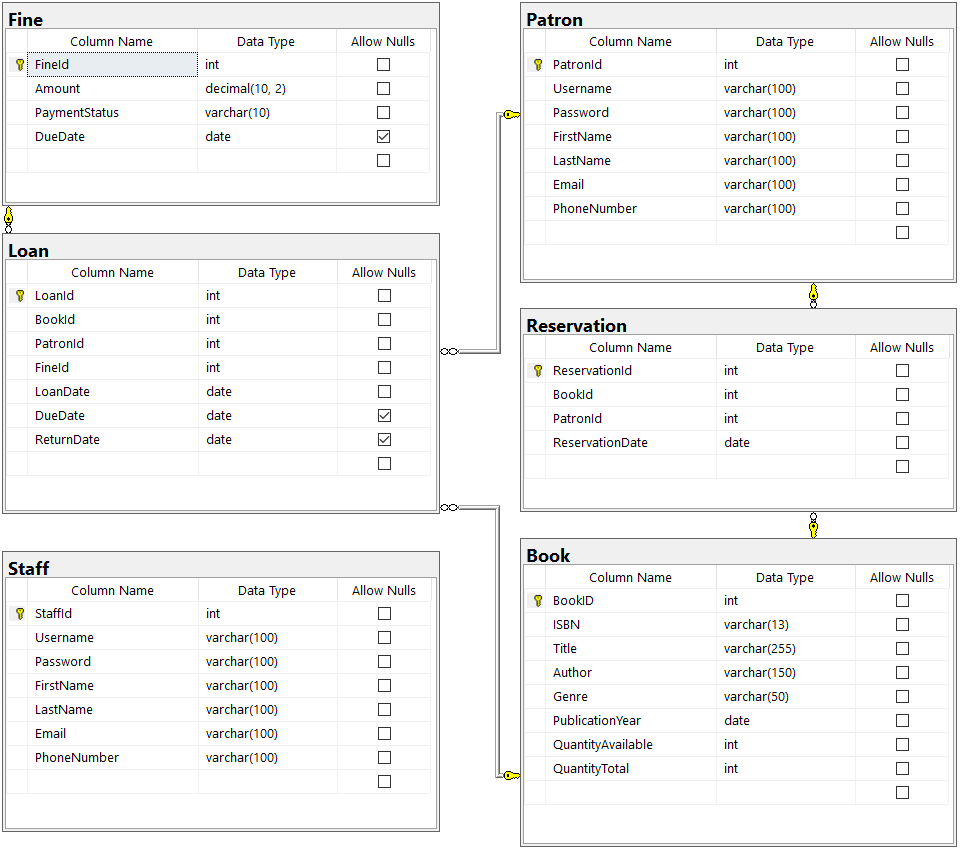 Fine
Column Name Data Type Allow Nulls
FineId int
Amount decimal(10, 2)
PaymentStatus varchar(10)
DueDate date
Loan
Column Name Data Type Allow Nulls
LoanId int
BookId int
PatronId int
FineId int
LoanDate date
DueDate date
ReturnDate date
Staff
Column Name Data Type Allow Nulls
StaffId int
Username varchar(100)
Password varchar(100)
FirstName varchar(100)
LastName varchar(100)
Email varchar(100)
PhoneNumber varchar(100)
Patron
Column Name Data Type Allow Nulls
PatronId int
Username varchar(100)
Password varchar(100)
FirstName varchar(100)
LastName varchar(100)
Email varchar(100)
PhoneNumber varchar(100)
Reservation
Column Name Data Type Allow Nulls
ReservationId int
BookId int
PatronId int
ReservationDate date
Book
Column Name Data Type Allow Nulls
BookID int
ISBN varchar(13)
Title varchar(255)
Author varchar(150)
Genre varchar(50)
PublicationYear date
QuantityAvailable int
QuantityTotal int